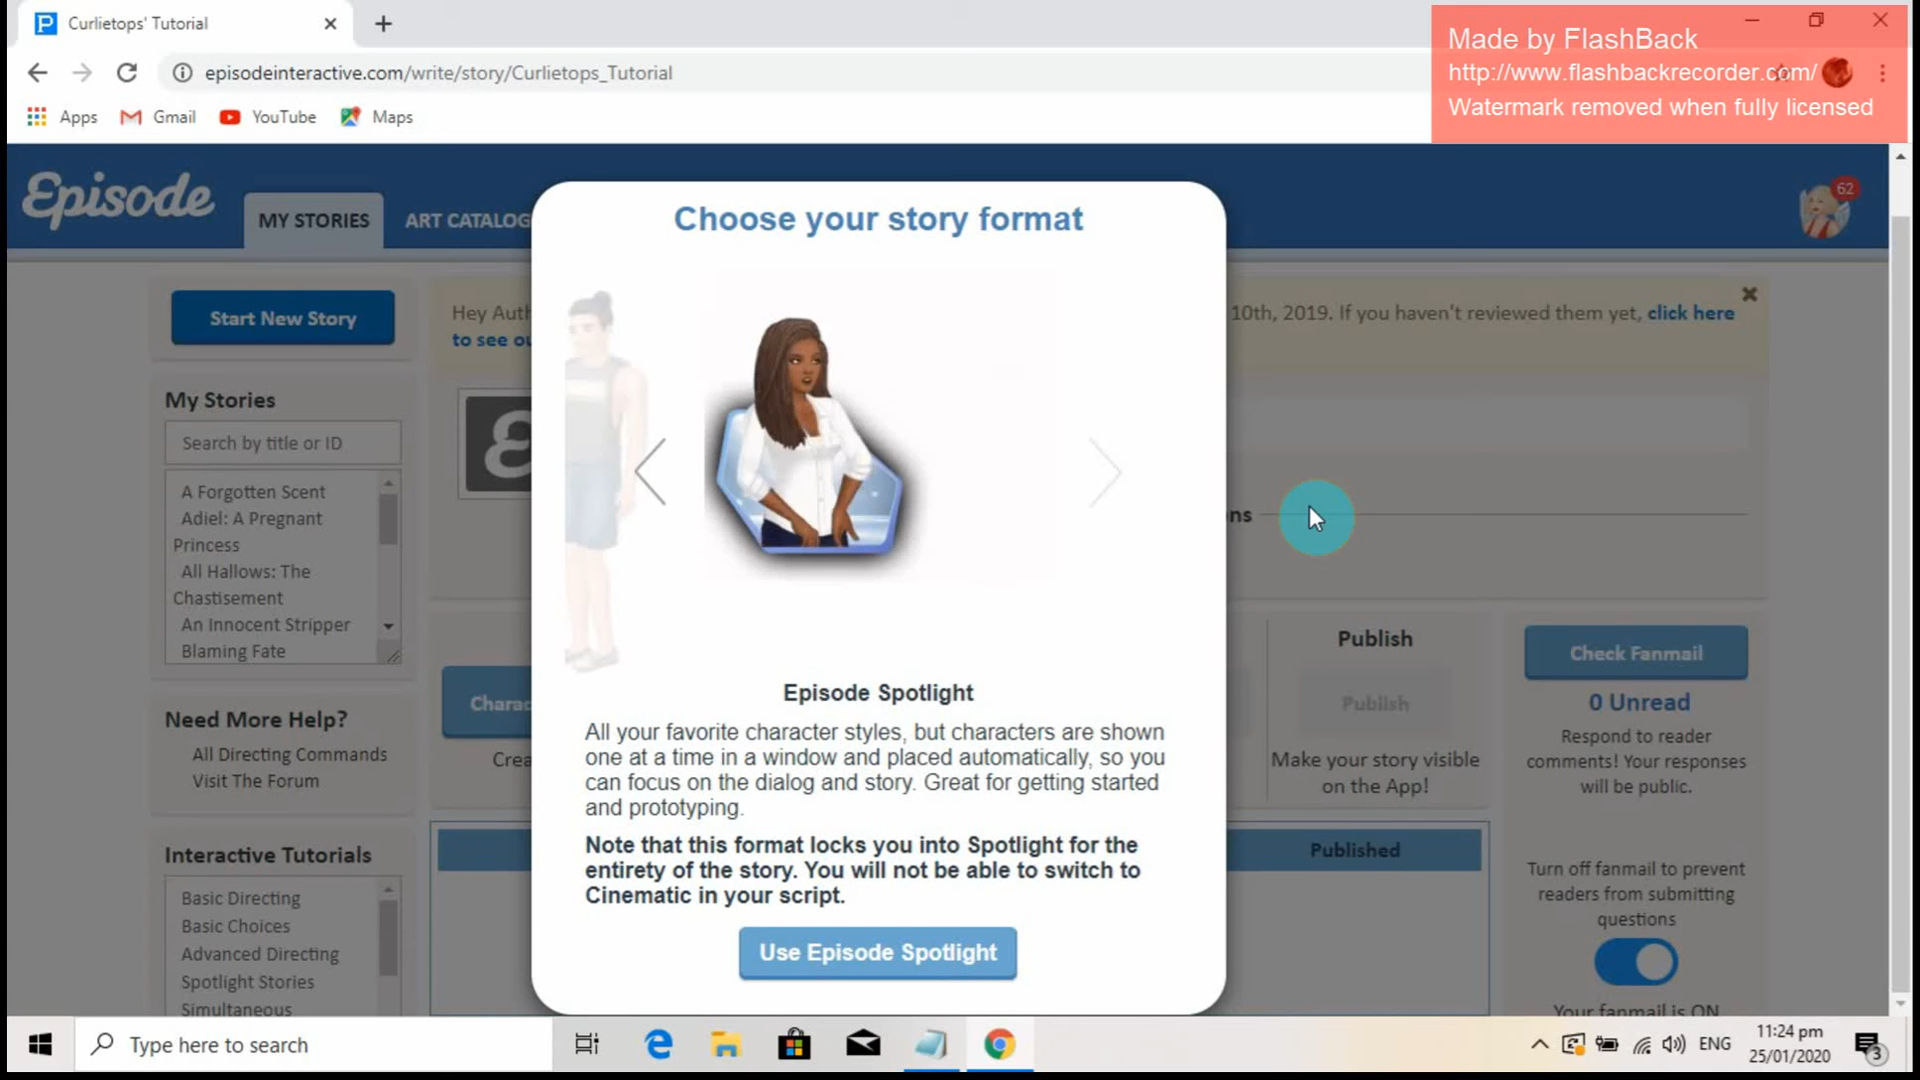 Curlietops' Tutorial
Made by FlashBack
http://www.flashbackrecorder.com/
Watermark removed when fully licensed
episodeinteractive.com/write/story/Curlietops_Tutorial
Apps
Gmail
YouTube
Maps
Episode
MY STORIES
ART CATALOG
62
Choose your story format
Start New Story
Hey Auth
10th, 2019. If you haven't reviewed them yet, click here
to see ou
My Stories
Search by title or ID
A Forgotten Scent
Adiel: A Pregnant
Princess
All Hallows: The
Chastisement
An Innocent Stripper
Blaming Fate
ns
Need More Help?
All Directing Commands
Visit The Forum
Interactive Tutorials
Basic Directing
Basic Choices
Advanced Directing
Spotlight Stories
Simultaneous
Charac
Crea
Episode Spotlight
All your favorite character styles, but characters are shown
one at a time in a window and placed automatically, so you
can focus on the dialog and story. Great for getting started
and prototyping.
Note that this format locks you into Spotlight for the
entirety of the story. You will not be able to switch to
Cinematic in your script.
Use Episode Spotlight
Publish
Publish
Make your story visible
on the App!
Published
Check Fanmail
0 Unread
Respond to reader
comments! Your responses
will be public.
Turn off fanmail to prevent
readers from submitting
questions
Your fanmail is ON
Type here to search
ENG
11:24 pm
25/01/2020
3